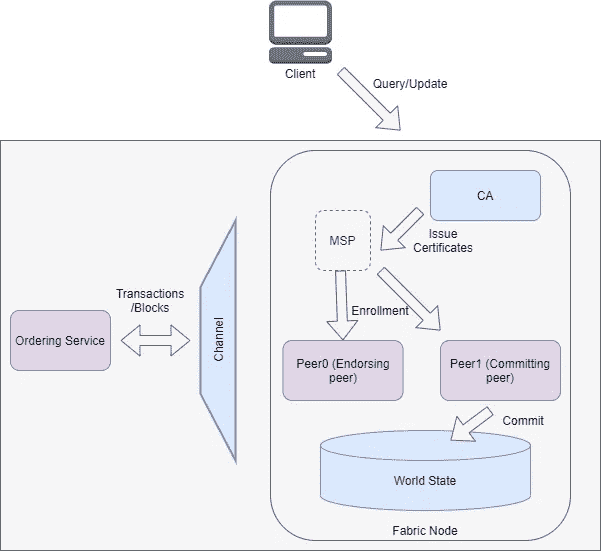 Client
Query/Update
CA
MSP
Issue
Certificates
Transactions
/Blocks
Enrollment
Ordering Service
Channel
Peer0 (Endorsing
peer)
Peer1 (Committing
peer)
Commit
World State
Fabric Node